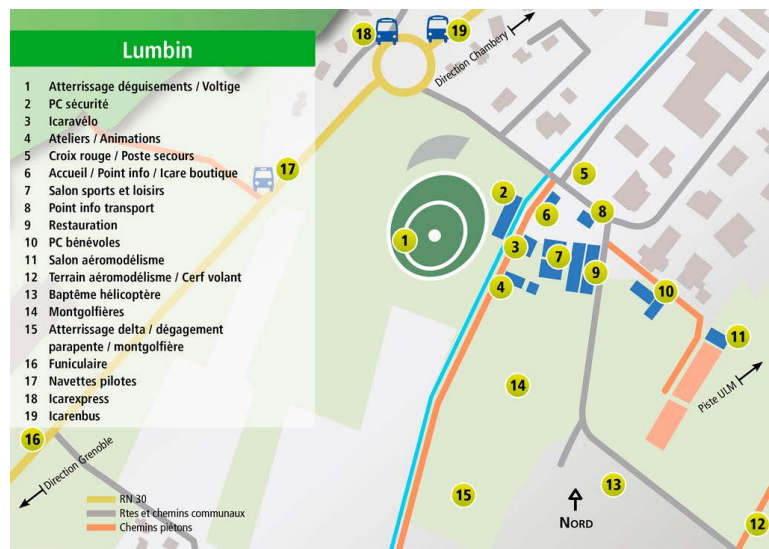 Lumbin
1 Atterrissage déguisements / Voltige
2 PC sécurité
3 Icaravélo
4 Ateliers / Animations
5 Croix rouge / Poste secours
6 Accueil / Point info / Icare boutique
7 Salon sports et loisirs
8 Point info transport
9 Restauration
10 PC bénévoles
11 Salon aéromodélisme
12 Terrain aéromodélisme / Cerf volant
13 Baptême hélicoptère
14 Montgolfières
15 Atterrissage delta / dégagement
parapente / montgolfière
16 Funiculaire
17 Navettes pilotes
18 Icarexpress
19 Icarenbus
18
19
Direction Chambery
17
5
2
6
8
1
3
7
9
4
10
11
14
Piste ULM
16
Direction Grenoble
15
13
12
RN 30
Rtes et chemins communaux
Chemins piétons
NORD